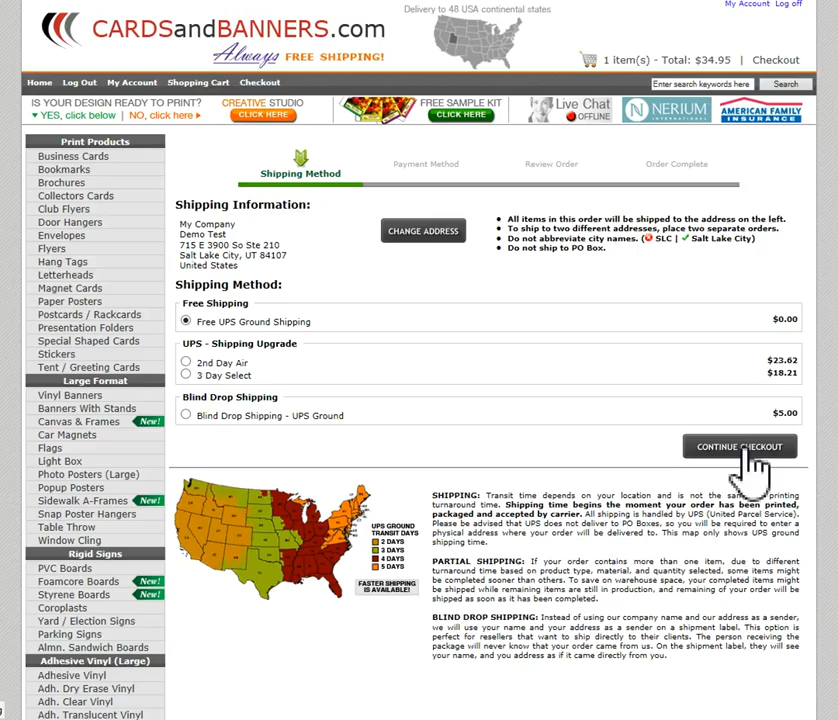 Delivery to 48 USA continental states
My Account Log off
CARDSandBANNERS.com
Always FREE SHIPPING!
1 item(s) - Total: $34.95 | Checkout
Home Log Out My Account Shopping Cart Checkout
Enter search keywords here Search
IS YOUR DESIGN READY TO PRINT?
YES, click below NO, click here
CREATIVE STUDIO
CLICK HERE
FREE SAMPLE KIT
CLICK HERE
Live Chat
OFFLINE
N NERIUM
INTERNATIONAL
AMERICAN FAMILY
INSURANCE
Print Products
Business Cards
Bookmarks
Brochures
Collectors Cards
Club Flyers
Door Hangers
Envelopes
Flyers
Hang Tags
Letterheads
Magnet Cards
Paper Posters
Postcards / Rackcards
Presentation Folders
Special Shaped Cards
Stickers
Tent / Greeting Cards
Large Format
Vinyl Banners
Banners With Stands
Canvas & Frames New!
Car Magnets
Flags
Light Box
Photo Posters (Large)
Popup Posters
Sidewalk A-Frames New!
Snap Poster Hangers
Table Throw
Window Cling
Rigid Signs
PVC Boards
Foamcore Boards New!
Styrene Boards New!
Coroplasts
Yard / Election Signs
Parking Signs
Almn. Sandwich Boards
Adhesive Vinyl (Large)
Adhesive Vinyl
Adh. Dry Erase Vinyl
Adh. Clear Vinyl
Adh. Translucent Vinyl
Shipping Method
Payment Method
Review Order
Order Complete
Shipping Information:
My Company
Demo Test
715 E 3900 So Ste 210
Salt Lake City, UT 84107
United States
CHANGE ADDRESS
• All items in this order will be shipped to the address on the left.
• To ship to two different addresses, place two separate orders.
• Do not abbreviate city names. ( SLC | Salt Lake City)
• Do not ship to PO Box.
Shipping Method:
Free Shipping
Free UPS Ground Shipping $0.00
UPS - Shipping Upgrade
2nd Day Air $23.62
3 Day Select $18.21
Blind Drop Shipping
Blind Drop Shipping - UPS Ground $5.00
CONTINUE CHECKOUT
UPS GROUND
TRANSIT DAYS
2 DAYS
3 DAYS
4 DAYS
5 DAYS
FASTER SHIPPING
IS AVAILABLE!
SHIPPING: Transit time depends on your location and is not the printing
turnaround time. Shipping time begins the moment your order has been printed,
packaged and accepted by carrier. All shipping is handled by UPS (United Parcel Service).
Please be advised that UPS does not deliver to PO Boxes, so you will be required to enter a
physical address where your order will be delivered to. This map only shows UPS ground
shipping time.
PARTIAL SHIPPING: If your order contains more than one item, due to different
turnaround time based on product type, material, and quantity selected, some items might
be completed sooner than others. To save on warehouse space, your completed items might
be shipped while remaining items are still in production, and remaining of your order will be
shipped as soon as it has been completed.
BLIND DROP SHIPPING: Instead of using our company name and our address as a sender,
we will use your name and your address as a sender on a shipment label. This option is
perfect for resellers that want to ship directly to their clients. The person receiving the
package will never know that your order came from us. On the shipment label, they will see
your name, and you address as if it came directly from you.